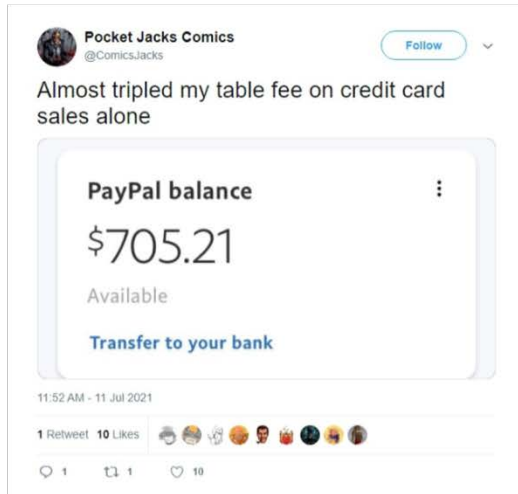 Pocket Jacks Comics
@ComicsJacks
Follow
Almost tripled my table fee on credit card
sales alone
PayPal balance
$705.21
Available
Transfer to your bank
11:52 AM - 11 Jul 2021
1 Retweet 10 Likes
1 1 10